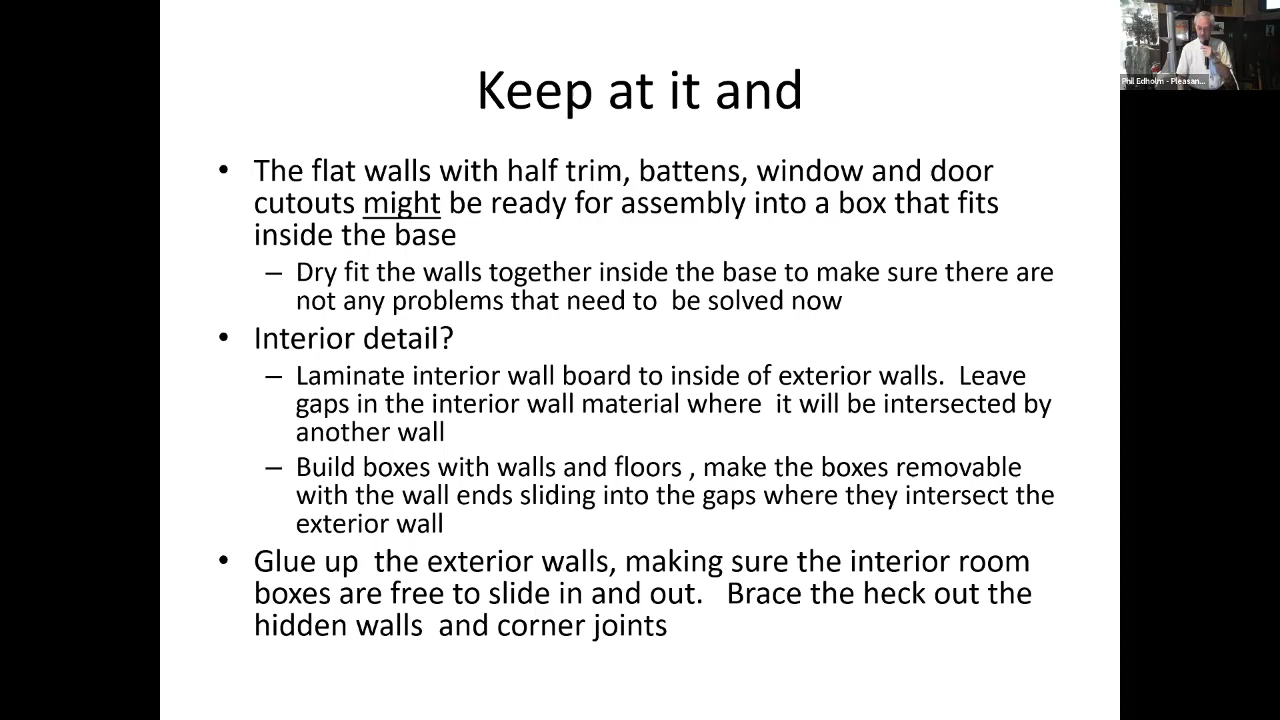 Keep at it and
• The flat walls with half trim, battens, window and door
cutouts might be ready for assembly into a box that fits
inside the base
– Dry fit the walls together inside the base to make sure there are
not any problems that need to  be solved now
• Interior detail?
– Laminate interior wall board to inside of exterior walls.  Leave
gaps in the interior wall material where  it will be intersected by
another wall
– Build boxes with walls and floors , make the boxes removable
with the wall ends sliding into the gaps where they intersect the
exterior wall
• Glue up  the exterior walls, making sure the interior room
boxes are free to slide in and out.   Brace the heck out the
hidden walls  and corner joints
Phil Edholm - Pleasan...